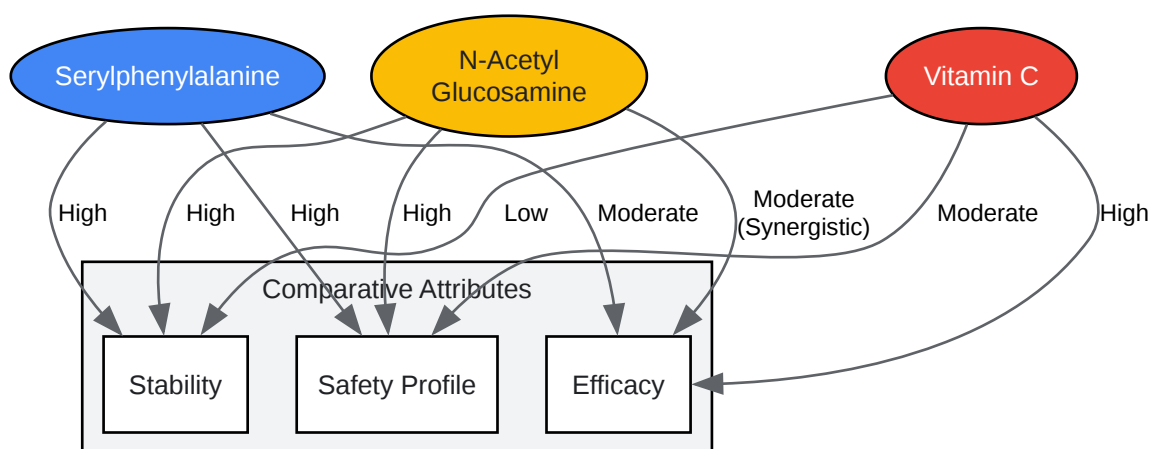 Serylphenylalanine
N-Acetyl
Glucosamine
Vitamin C
High
High
High
High
Low
Moderate
Moderate
(Synergistic)
Moderate
High
Comparative Attributes
Stability
Safety Profile
Efficacy